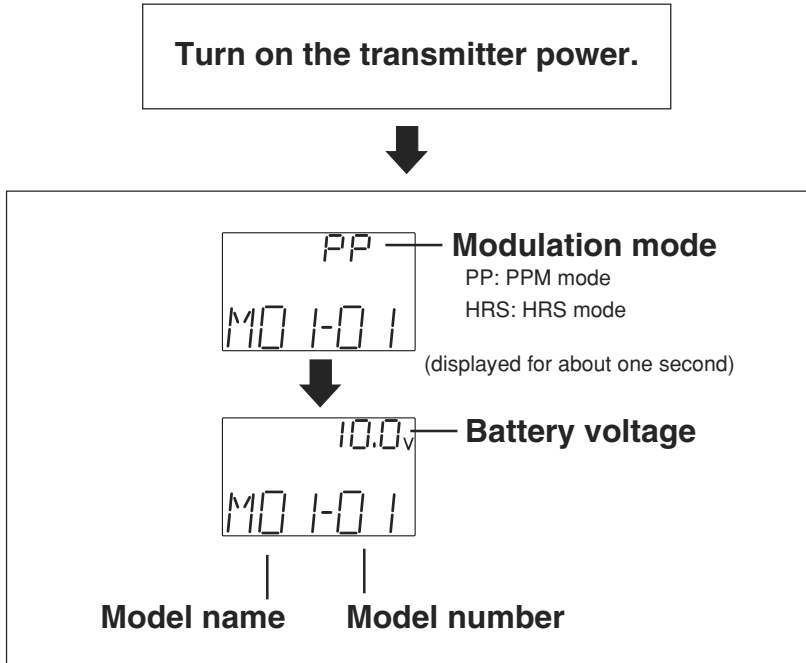 Turn on the transmitter power.
PP
Modulation mode
PP: PPM mode
HRS: HRS mode
M01-01
(displayed for about one second)
10.0v
Battery voltage
M01-01
Model name
Model number